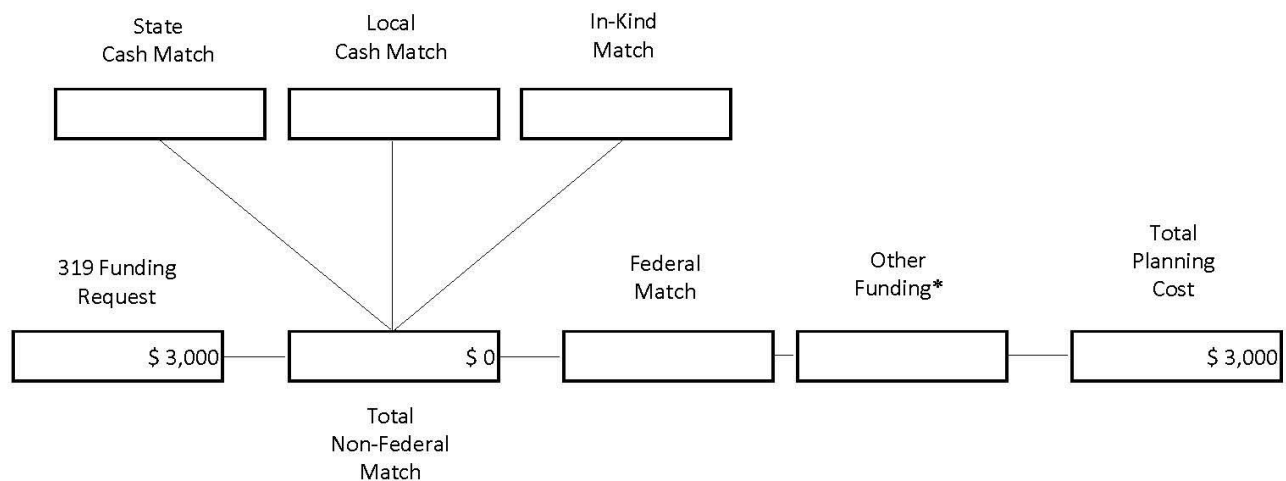 State
Cash Match
Local
Cash Match
In-Kind
Match
319 Funding
Request
Federal
Match
Other
Funding*
Total
Planning
Cost
$ 3,000
$ 0
$ 3,000
Total
Non-Federal
Match